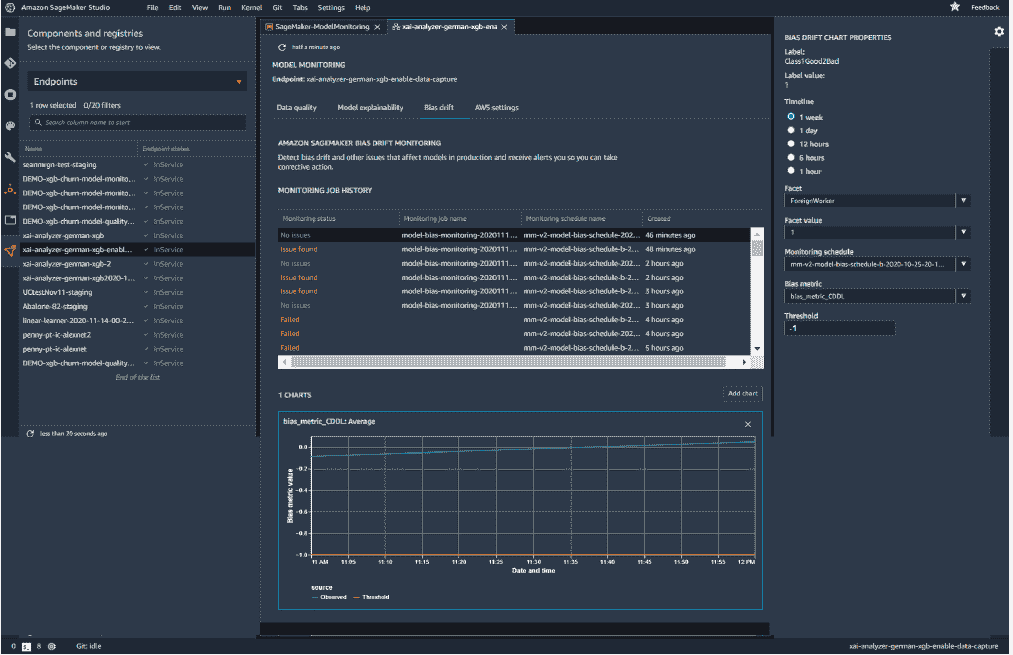 Amazon SageMaker Studio
File Edit View Run Kernel Git Tabs Settings Help
Feedback
Components and registries
Select the component or registry to view.
Endpoints
1 row selected 0/20 filters
Search column name to start
Name Endpoint status
seanmrgn-test-staging InService
DEMO-xgb-churn-model-monito... InService
DEMO-xgb-churn-model-monito... InService
DEMO-xgb-churn-model-monito... InService
DEMO-xgb-churn-model-quality... InService
xai-analyzer-german-xgb InService
xai-analyzer-german-xgb-enabl... InService
xai-analyzer-german-xgb-2 InService
xai-analyzer-german-xgb2020-1... InService
UCtestNov11-staging InService
Abalone-82-staging InService
linear-learner-2020-11-14-00-2... InService
penny-pt-ic-alexnet2 InService
penny-pt-ic-alexnet InService
DEMO-xgb-churn-model-quality... InService
End of the list
less than 20 seconds ago
SageMaker-ModelMonitoring
xai-analyzer-german-xgb-ena
half a minute ago
MODEL MONITORING
Endpoint: xai-analyzer-german-xgb-enable-data-capture
Data quality Model explainability Bias drift AWS settings
AMAZON SAGEMAKER BIAS DRIFT MONITORING
Detect bias drift and other issues that affect models in production and receive alerts you so you can take
corrective action.
MONITORING JOB HISTORY
Monitoring status Monitoring job name Monitoring schedule name Created
No issues model-bias-monitoring-2020111... mm-v2-model-bias-schedule-202... 46 minutes ago
Issue found model-bias-monitoring-2020111... mm-v2-model-bias-schedule-b-2... 48 minutes ago
No issues model-bias-monitoring-2020111... mm-v2-model-bias-schedule-202... 2 hours ago
Issue found model-bias-monitoring-2020111... mm-v2-model-bias-schedule-b-2... 2 hours ago
Issue found model-bias-monitoring-2020111... mm-v2-model-bias-schedule-b-2... 3 hours ago
No issues model-bias-monitoring-2020111... mm-v2-model-bias-schedule-202... 3 hours ago
Failed mm-v2-model-bias-schedule-b-2... 4 hours ago
Failed mm-v2-model-bias-schedule-202... 4 hours ago
Failed mm-v2-model-bias-schedule-b-2... 5 hours ago
1 CHARTS
Add chart
bias_metric_CDDL: Average
Bias metric value
0.0
-0.2
-0.4
-0.6
-0.8
-1.0
11 AM 11:05 11:10 11:15 11:20 11:25 11:30 11:35 11:40 11:45 11:50 11:55 12 PM
Date and time
source
Observed Threshold
BIAS DRIFT CHART PROPERTIES
Label:
Class1Good2Bad
Label value:
1
Timeline
1 week
1 day
12 hours
6 hours
1 hour
Facet
ForeignWorker
Facet value
1
Monitoring schedule
mm-v2-model-bias-schedule-b-2020-10-25-20-1...
Bias metric
bias_metric_CDDL
Threshold
-1
0 8 Git: idle
xai-analyzer-german-xgb-enable-data-capture